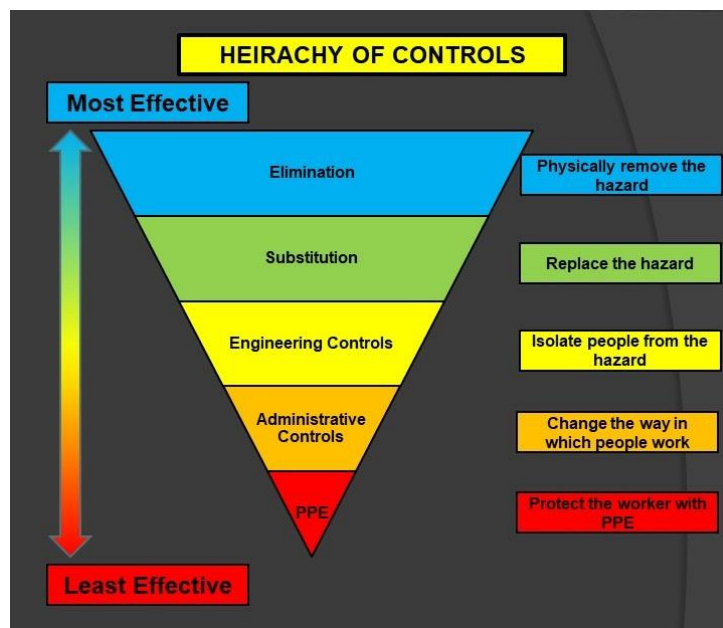 HEIRACHY OF CONTROLS
Most Effective
Elimination
Physically remove the
hazard
Substitution
Replace the hazard
Engineering Controls
Isolate people from the
hazard
Administrative
Controls
Change the way in
which people work
PPE
Protect the worker with
PPE
Least Effective